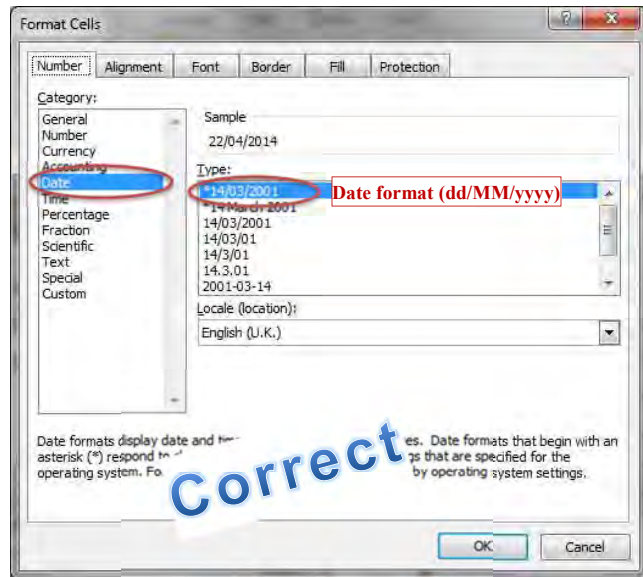 Format Cells
Number Alignment Font Border Fill Protection
Category:
General
Number
Currency
Accounting
Date
Time
Percentage
Fraction
Scientific
Text
Special
Custom
Sample
22/04/2014
Type:
*14/03/2001
Date format (dd/MM/yyyy)
*14 March 2001
14/03/2001
14/03/01
14/3/01
14.3.01
2001-03-14
Locale (location):
English (U.K.)
Date formats display date and es. Date formats that begin with an
asterisk (*) respond to gs that are specified for the
operating system. Fo by operating system settings.
Correct
OK Cancel